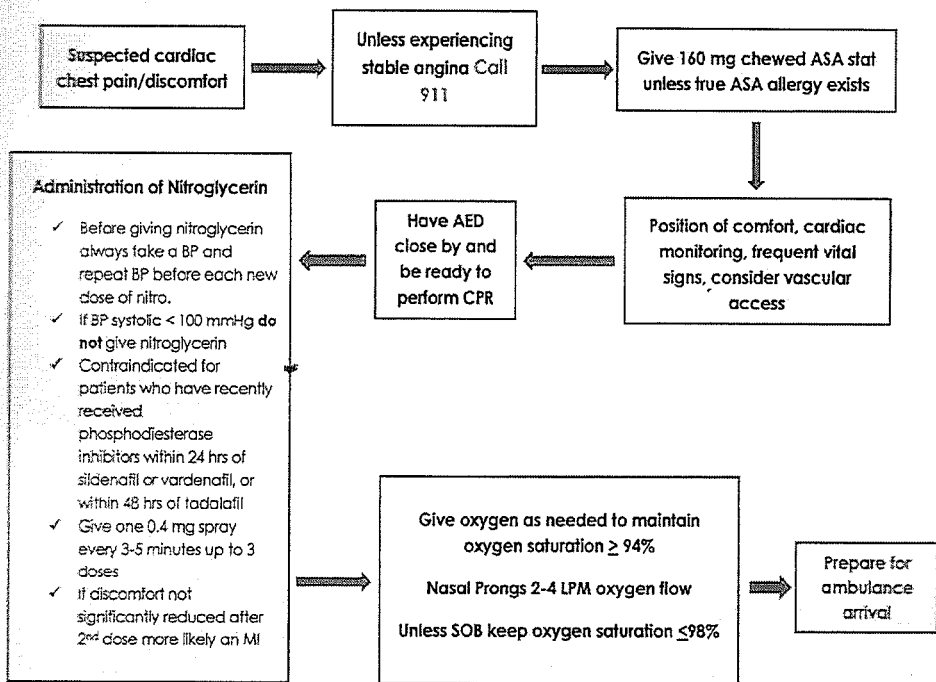 Suspected cardiac
chest pain/discomfort
Unless experiencing
stable angina Call
911
Give 160 mg chewed ASA stat
unless true ASA allergy exists
Position of comfort, cardiac
monitoring, frequent vital
signs, consider vascular
access
Have AED
close by and
be ready to
perform CPR
Administration of Nitroglycerin
✓ Before giving nitroglycerin
always take a BP and
repeat BP before each new
dose of nitro.
✓ If BP systolic < 100 mmHg do
not give nitroglycerin
✓ Contraindicated for
patients who have recently
received
phosphodiesterase
inhibitors within 24 hrs of
sildenafil or vardenafil, or
within 48 hrs of tadalafil
✓ Give one 0.4 mg spray
every 3-5 minutes up to 3
doses
✓ If discomfort not
significantly reduced after
2nd dose more likely an MI
Give oxygen as needed to maintain
oxygen saturation ≥ 94%
Nasal Prongs 2-4 LPM oxygen flow
Unless SOB keep oxygen saturation ≤98%
Prepare for
ambulance
arrival